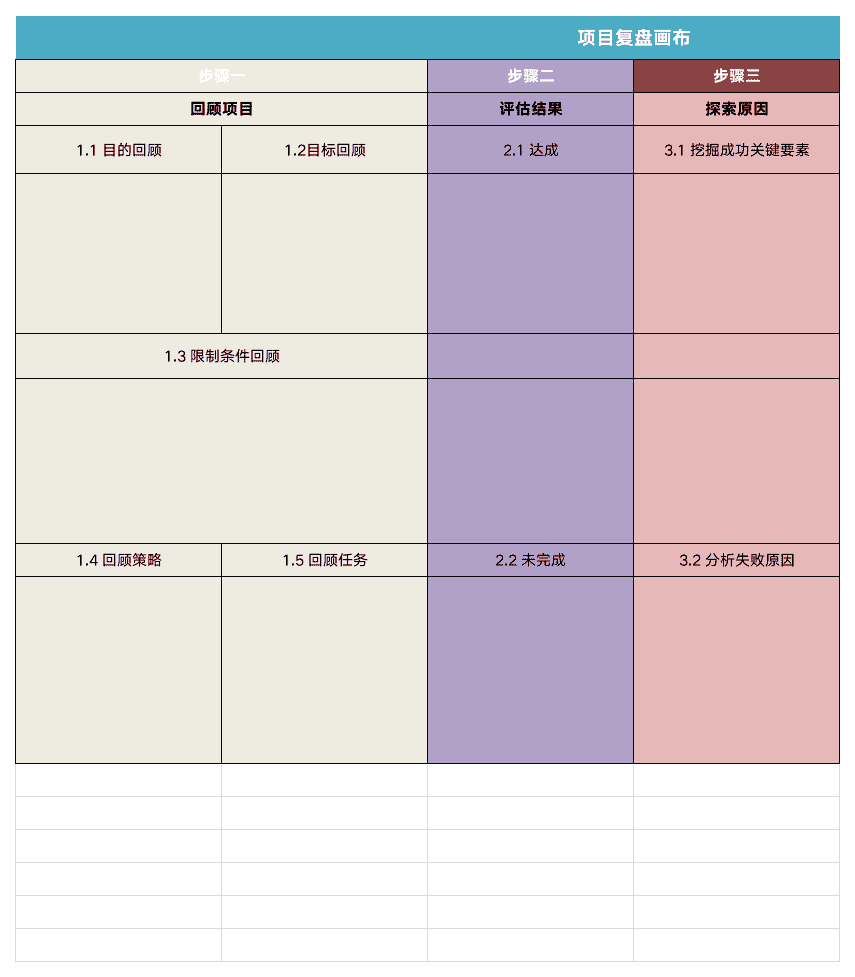 项目复盘画布
步骤一
步骤二
步骤三
回顾项目
评估结果
探索原因
1.1 目的回顾
1.2目标回顾
2.1 达成
3.1 挖掘成功关键要素
1.3 限制条件回顾
1.4 回顾策略
1.5 回顾任务
2.2 未完成
3.2 分析失败原因